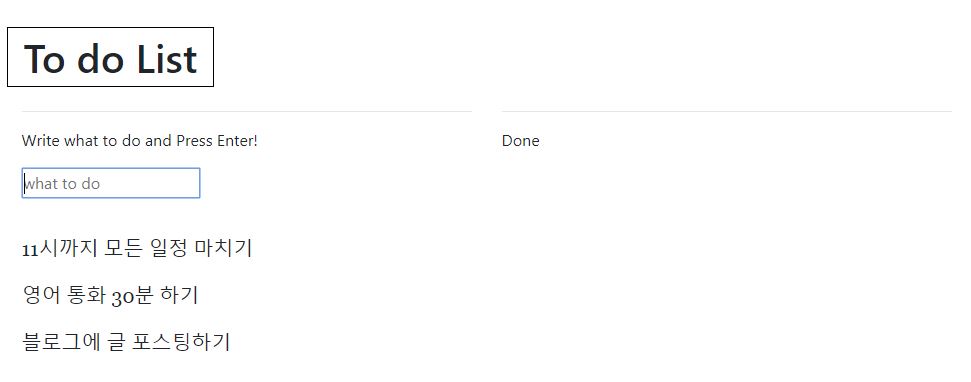 To do List
Write what to do and Press Enter!
Done
what to do
11시까지 모든 일정 마치기
영어 통화 30분 하기
블로그에 글 포스팅하기